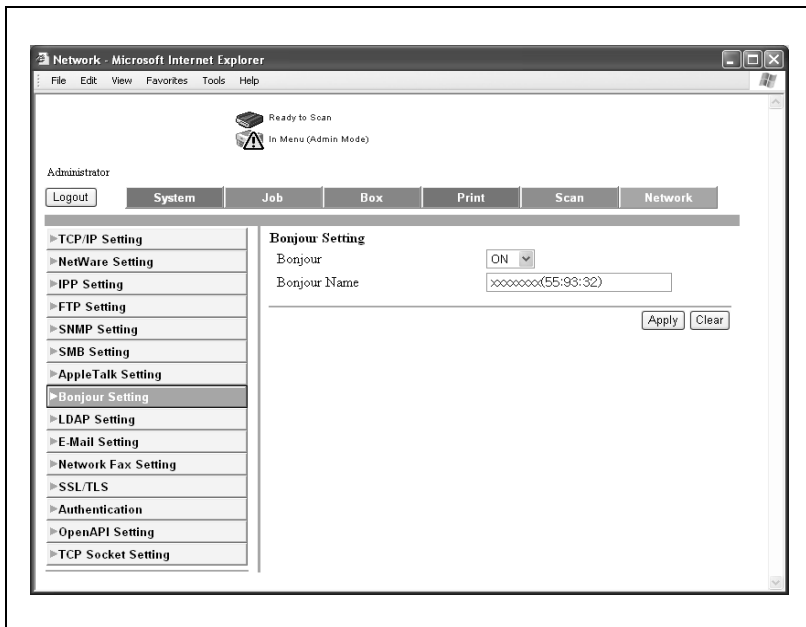 Network - Microsoft Internet Explorer
File Edit View Favorites Tools Help
Ready to Scan
In Menu (Admin Mode)
Administrator
Logout System Job Box Print Scan Network
TCP/IP Setting
NetWare Setting
IPP Setting
FTP Setting
SNMP Setting
SMB Setting
AppleTalk Setting
Bonjour Setting
LDAP Setting
E-Mail Setting
Network Fax Setting
SSL/TLS
Authentication
OpenAPI Setting
TCP Socket Setting
Bonjour Setting
Bonjour ON
Bonjour Name xxxxxxxx(55:93:32)
Apply Clear